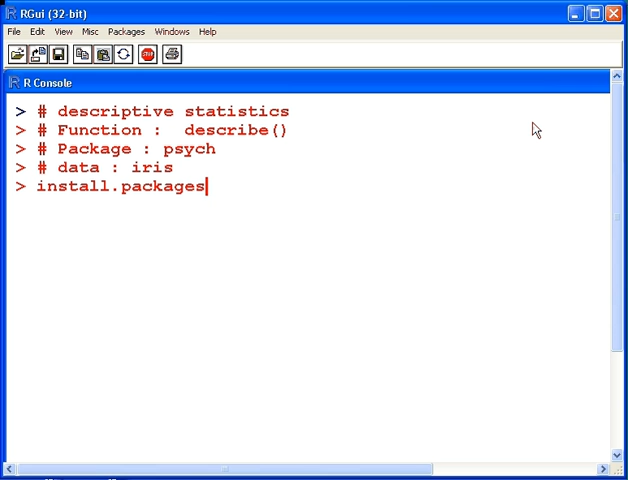 RGui (32-bit)
File Edit View Misc Packages Windows Help
STOP
R Console
> # descriptive statistics
> # Function :  describe()
> # Package : psych
> # data : iris
> install.packages